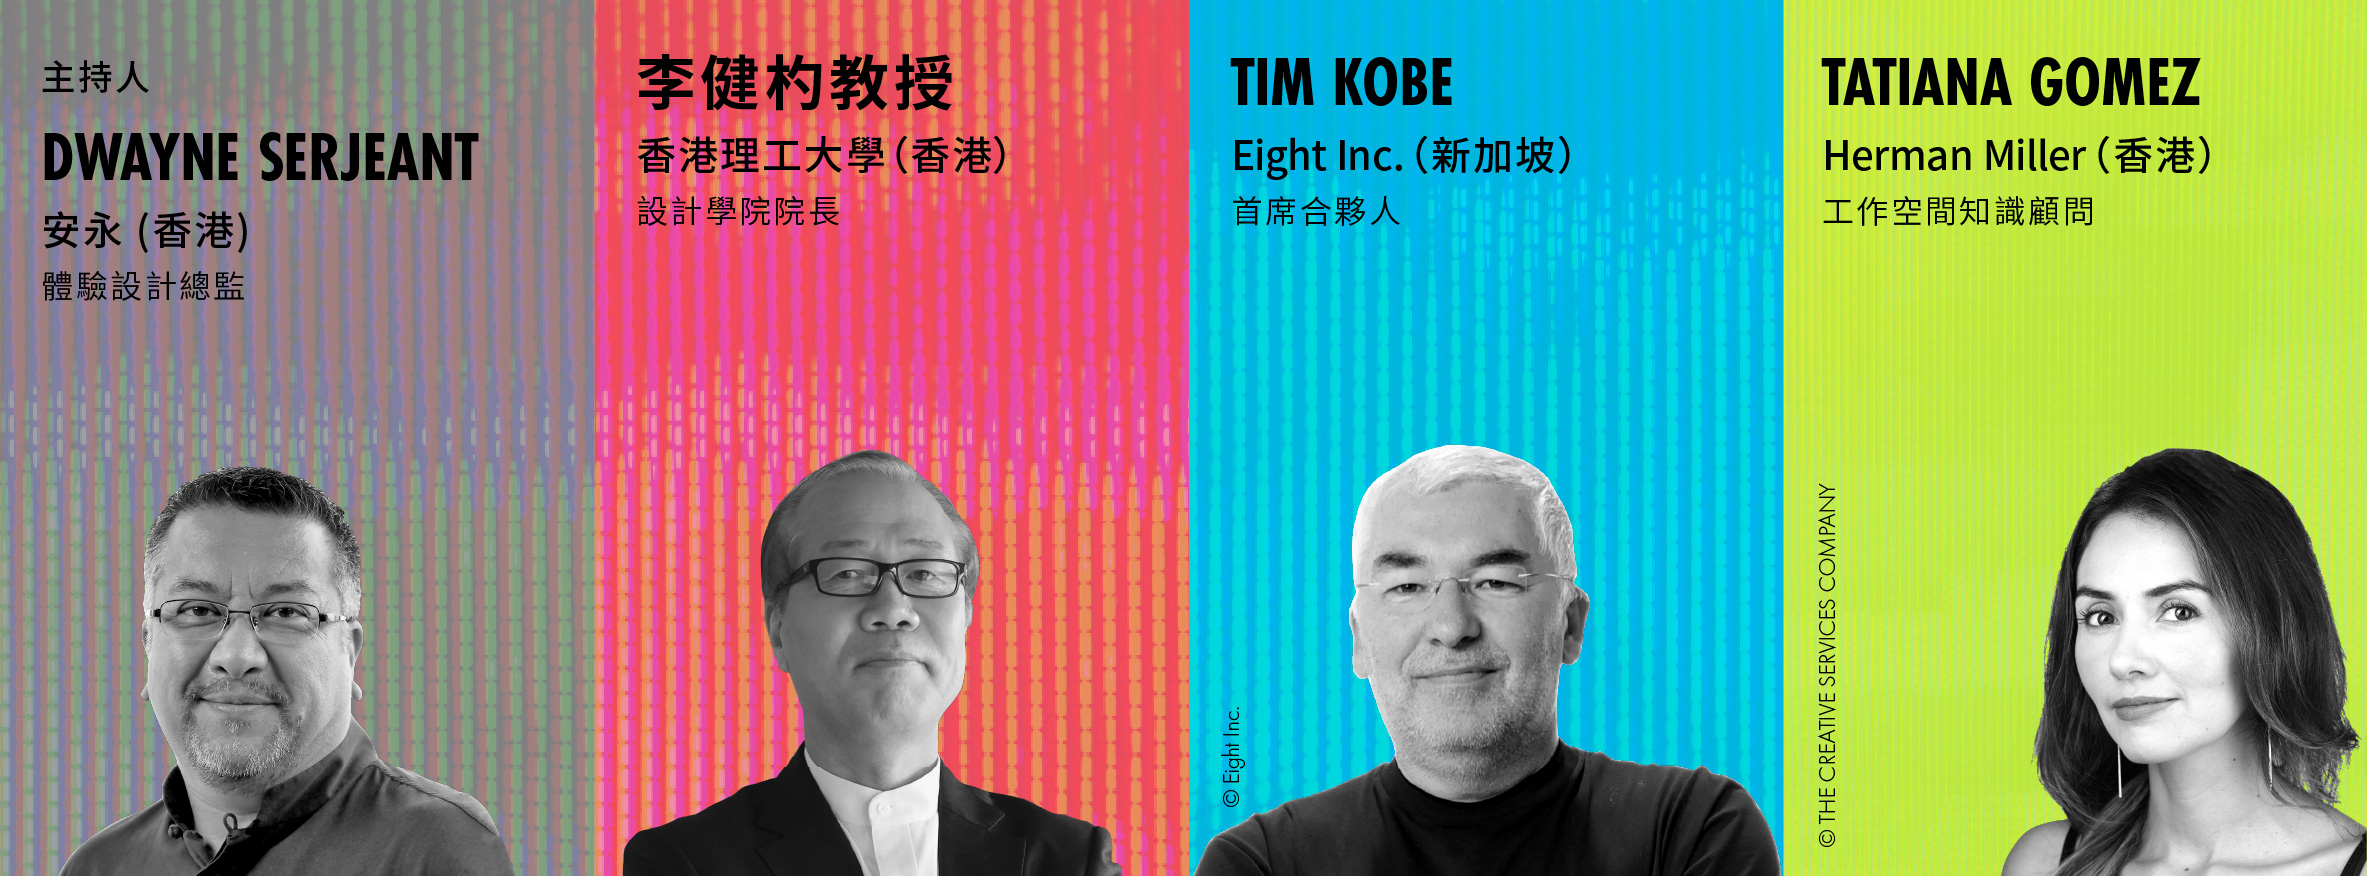 主持人
DWAYNE SERJEANT
安永 (香港)
體驗設計總監
李健杓教授
香港理工大學（香港）
設計學院院長
TIM KOBE
Eight Inc.（新加坡）
首席合夥人
© Eight Inc.
TATIANA GOMEZ
Herman Miller（香港）
工作空間知識顧問
© THE CREATIVE SERVICES COMPANY